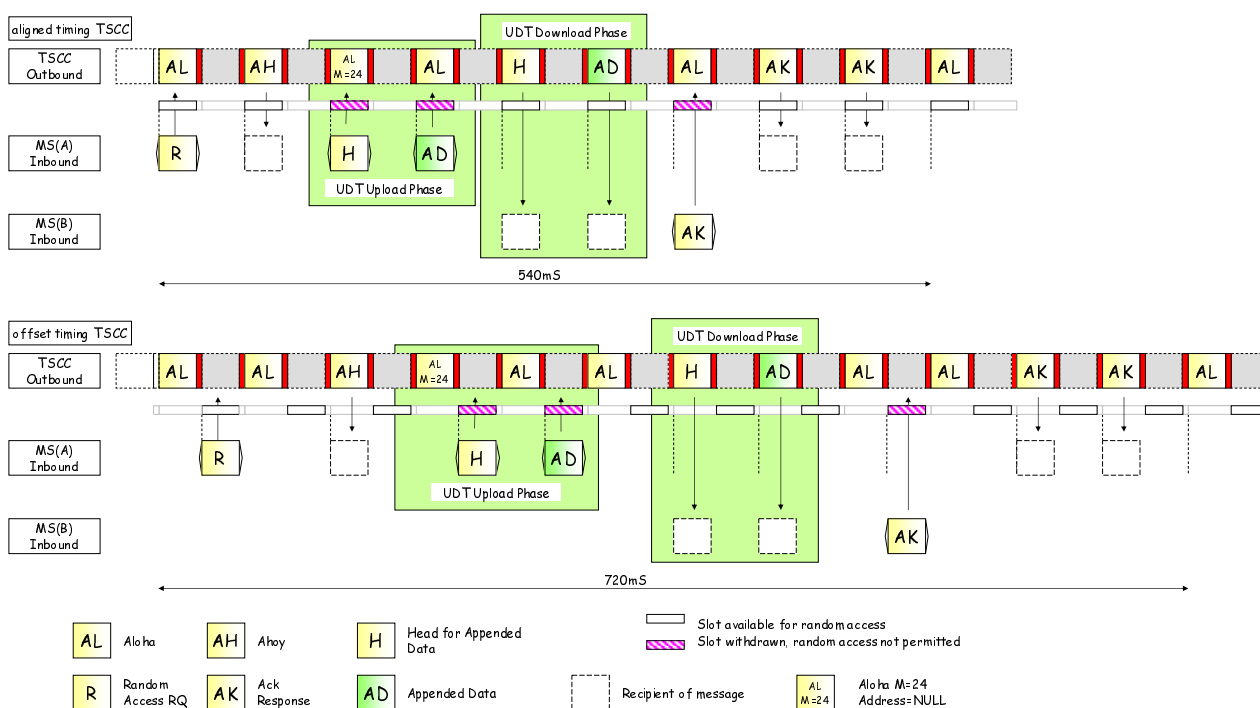 aligned timing TSCC
UDT Download Phase
TSCC
Outbound
AL
AH
AL
M=24
AL
H
AD
AL
AK
AK
AL
MS(A)
Inbound
R
H
AD
UDT Upload Phase
MS(B)
Inbound
AK
540mS
offset timing TSCC
UDT Download Phase
TSCC
Outbound
AL
AL
AH
AL
M=24
AL
AL
H
AD
AL
AL
AK
AK
AL
MS(A)
Inbound
R
H
AD
UDT Upload Phase
MS(B)
Inbound
AK
720mS
AL
Aloha
AH
Ahoy
H
Head for Appended
Data
Slot available for random access
Slot withdrawn, random access not permitted
R
Random
Access RQ
AK
Ack
Response
AD
Appended Data
Recipient of message
AL
M=24
Aloha M=24
Address=NULL